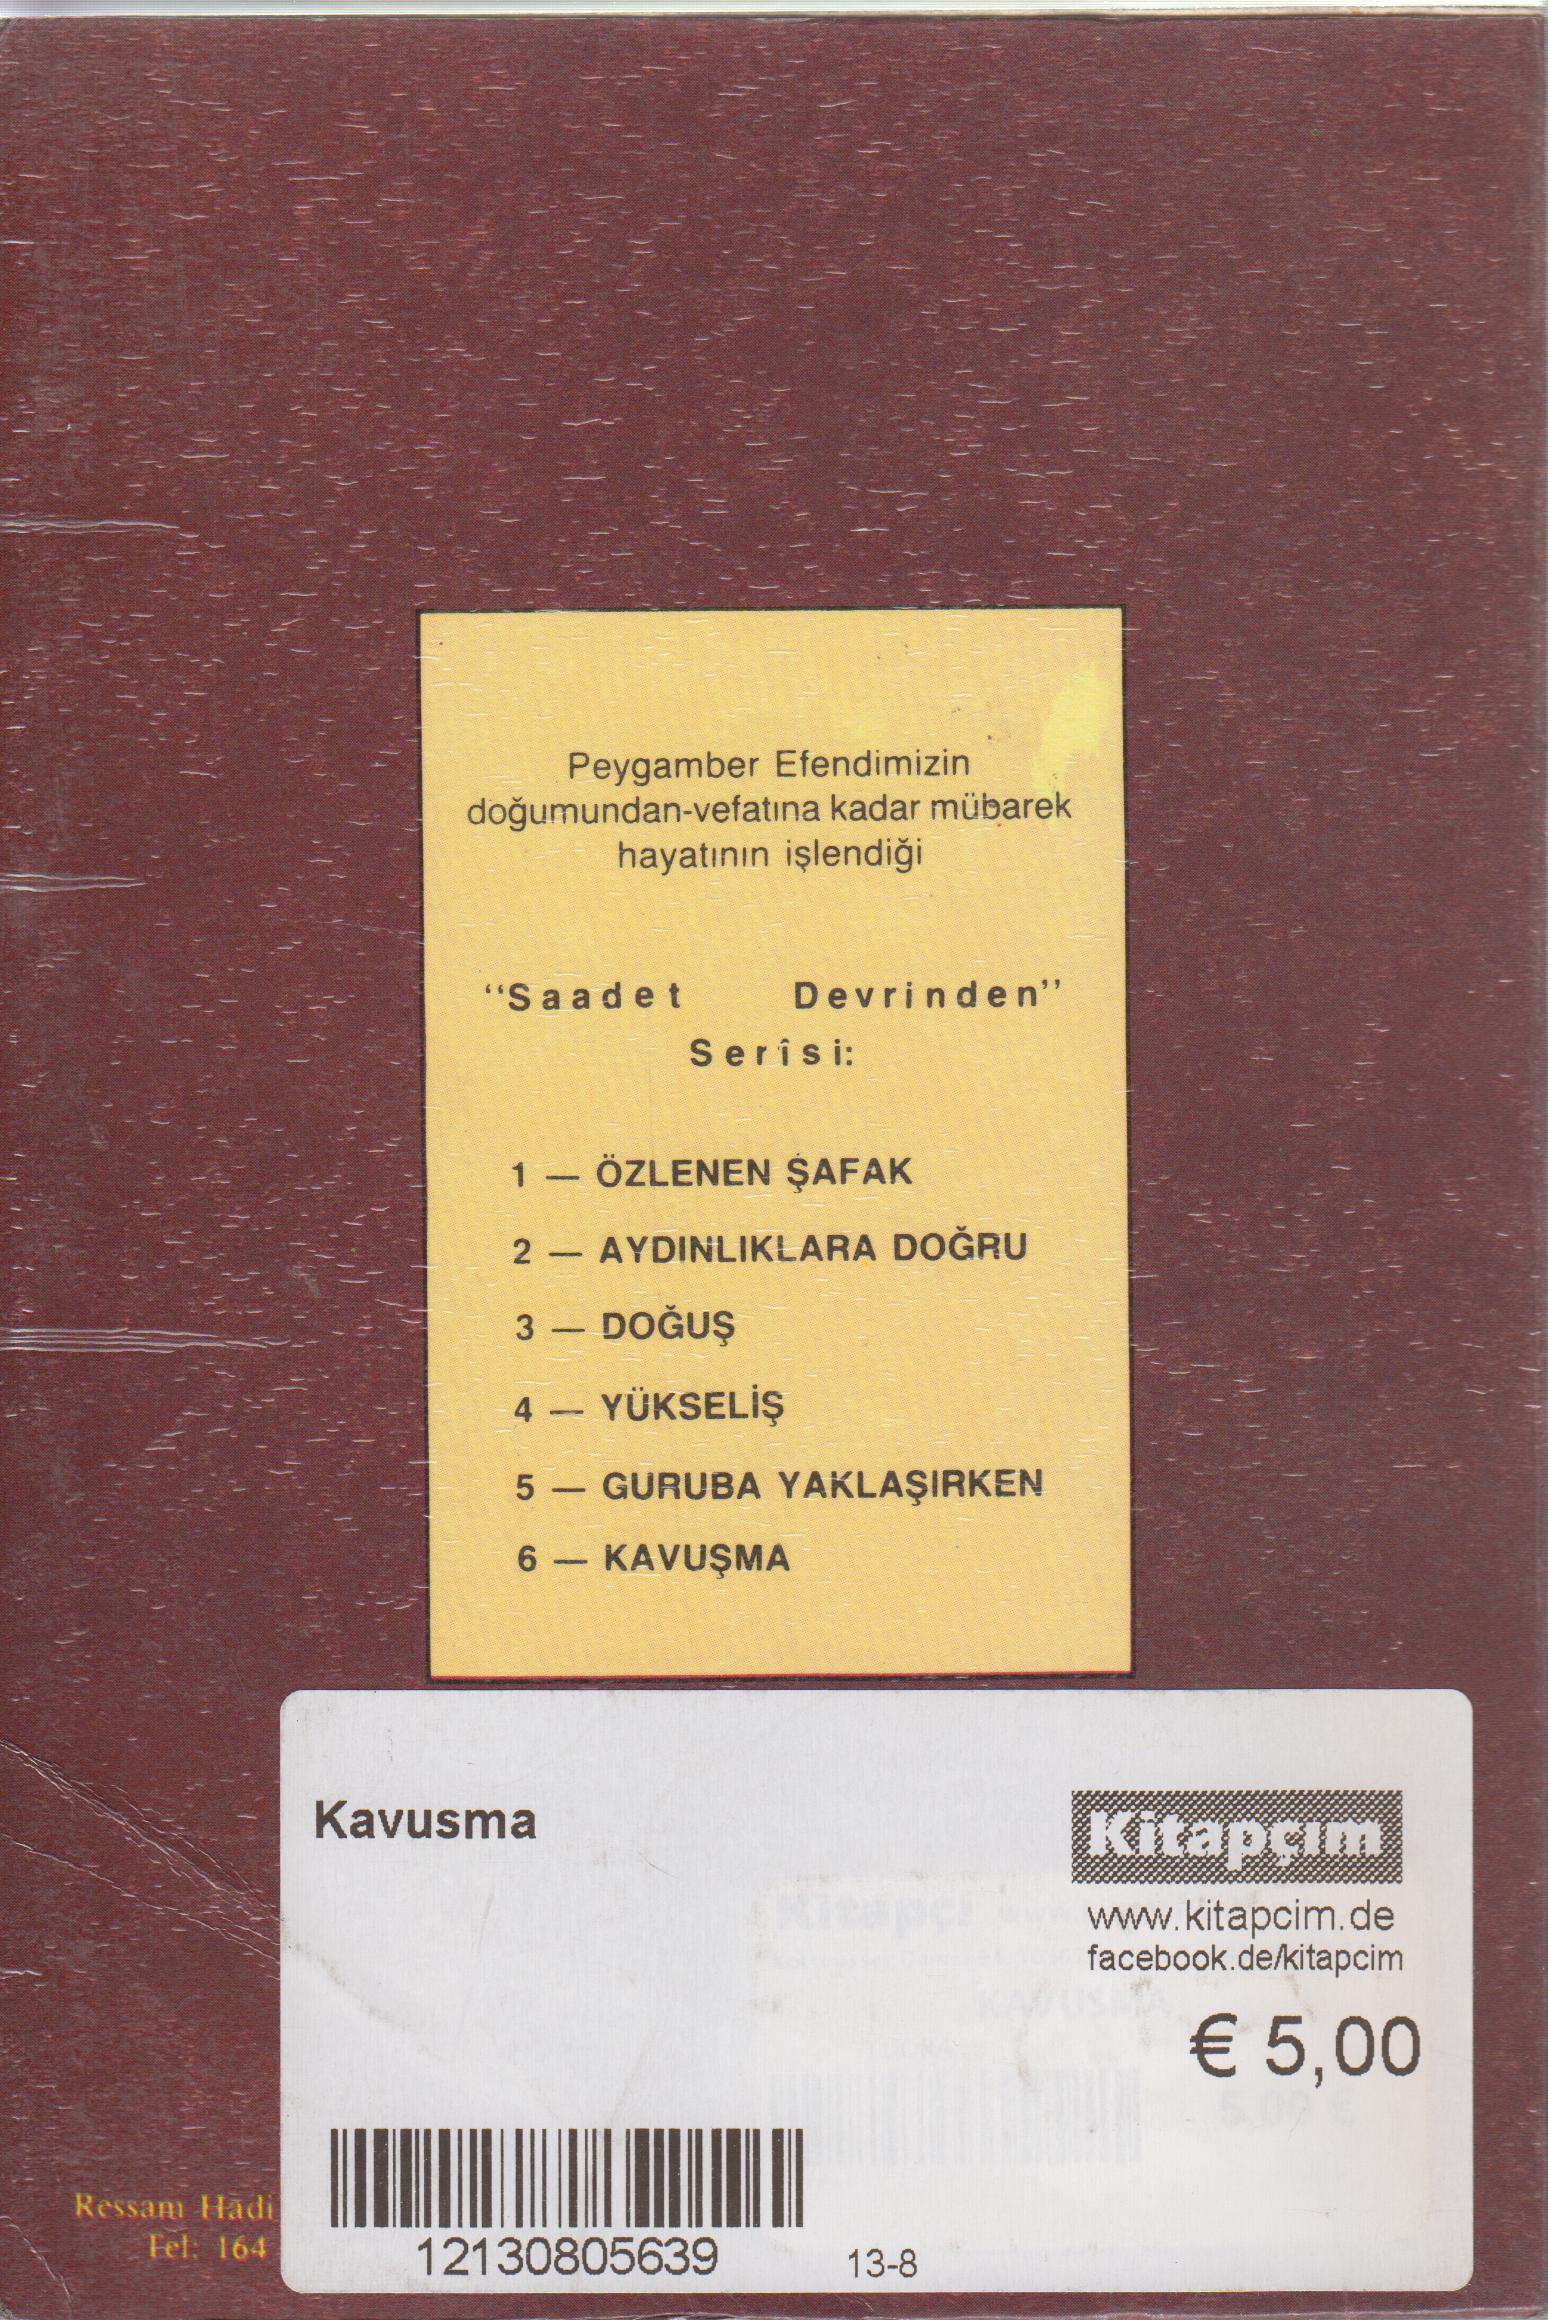 Peygamber Efendimizin
doğumundan-vefatına kadar mübarek
hayatının işlendiği
“Saadet Devrinden”
Serîsi:
1 — ÖZLENEN ŞAFAK
2 — AYDINLIKLARA DOĞRU
3 — DOĞUŞ
4 — YÜKSELİŞ
5 — GURUBA YAKLAŞIRKEN
6 — KAVUŞMA
Kavusma
Kitapçım
www.kitapcim.de
facebook.de/kitapcim
€ 5,00
12130805639
13-8
Ressam Hâdi
Tel: 164